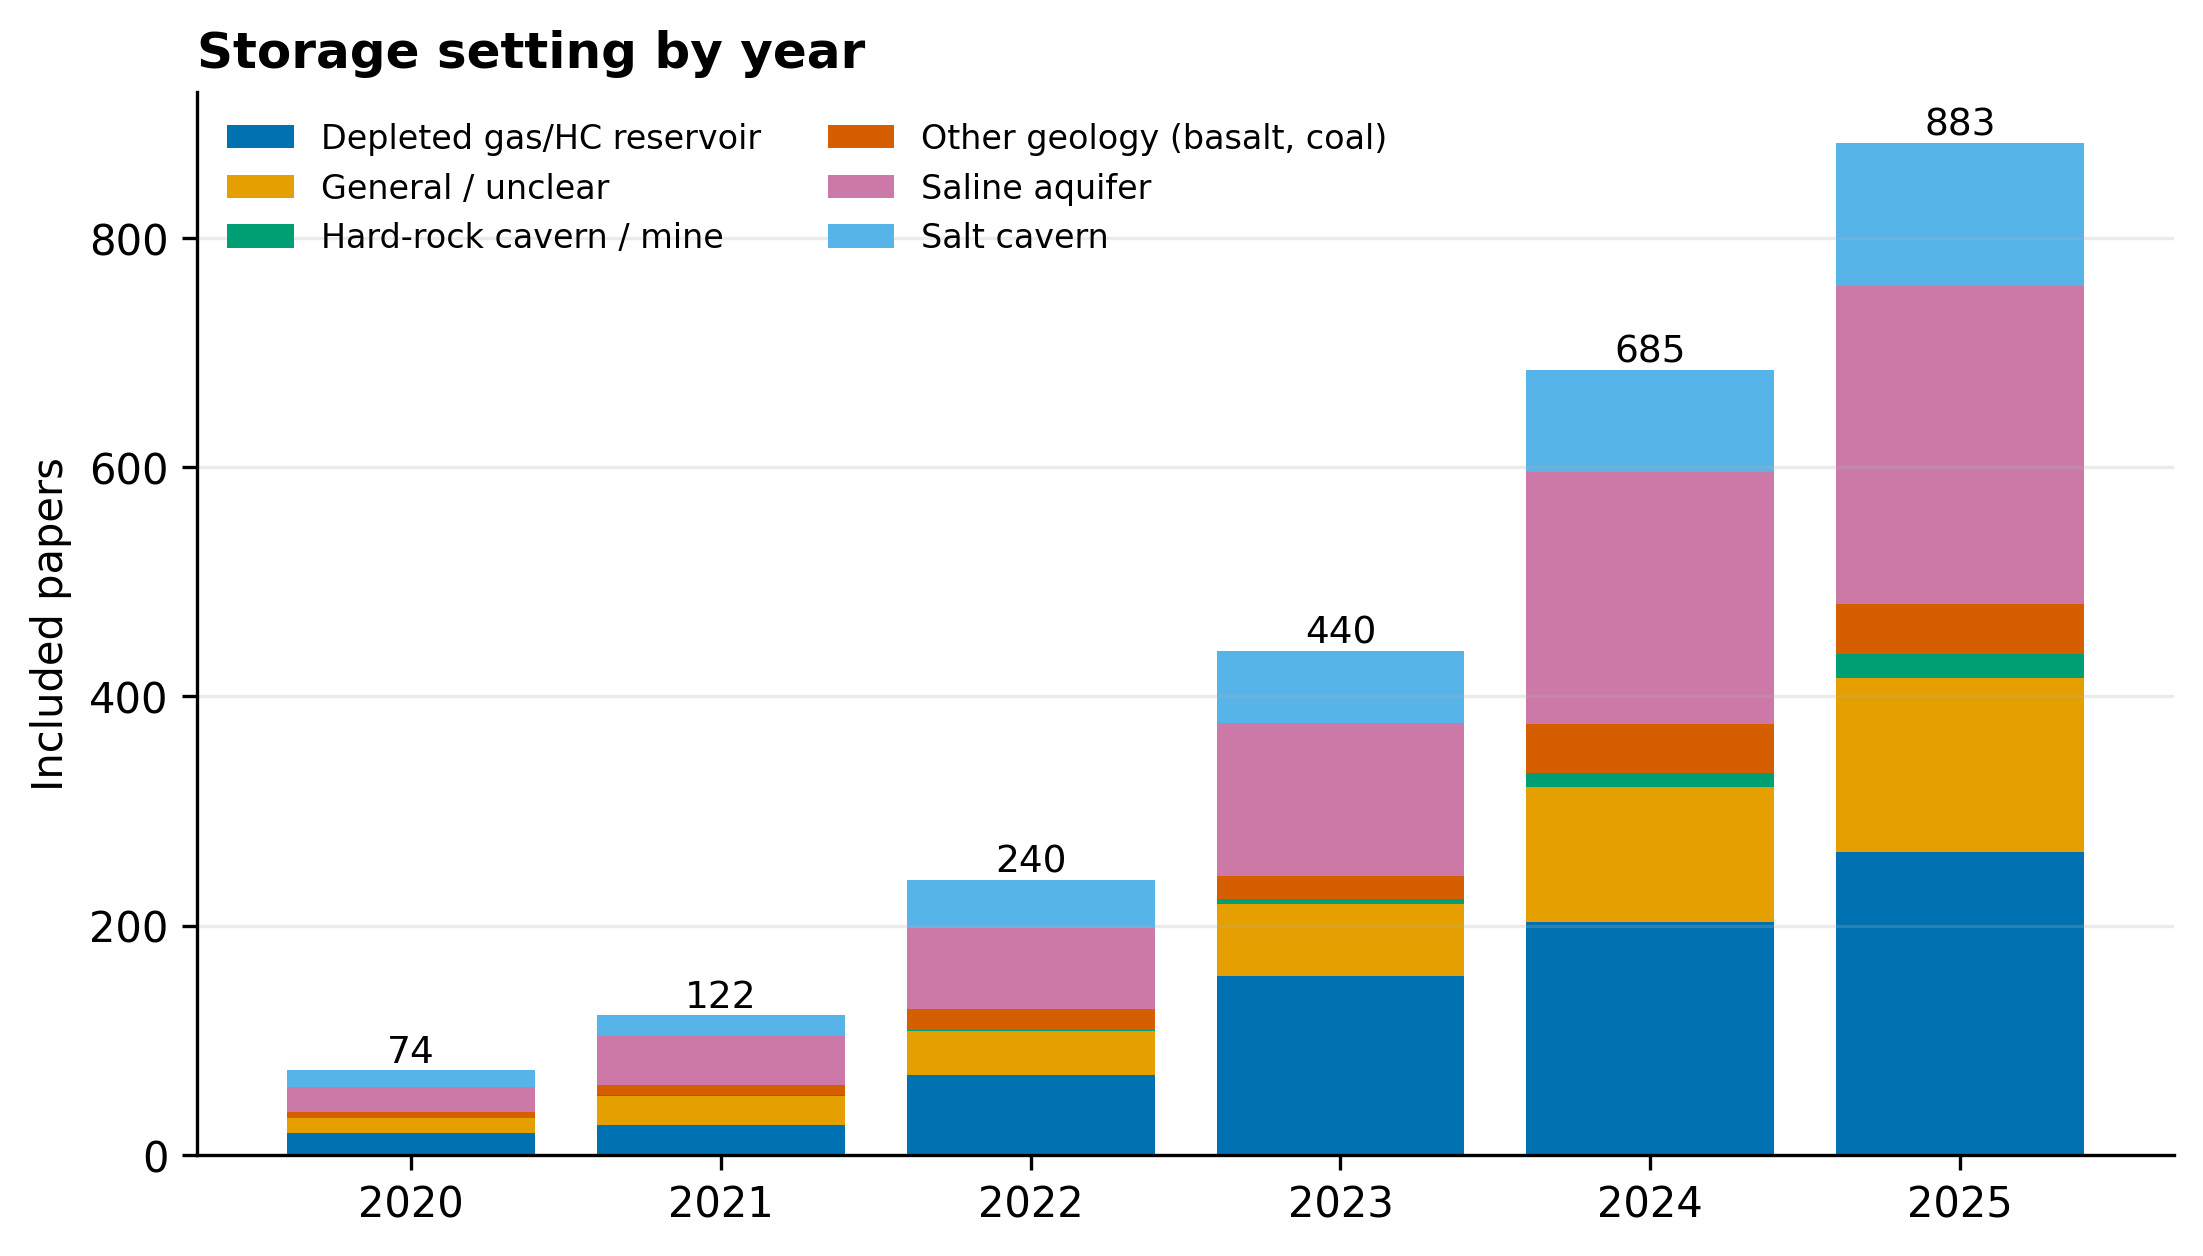 Storage setting by year
Depleted gas/HC reservoir
General / unclear
Hard-rock cavern / mine
Other geology (basalt, coal)
Saline aquifer
Salt cavern
Included papers
800
600
400
200
0
74
122
240
440
685
883
2020
2021
2022
2023
2024
2025